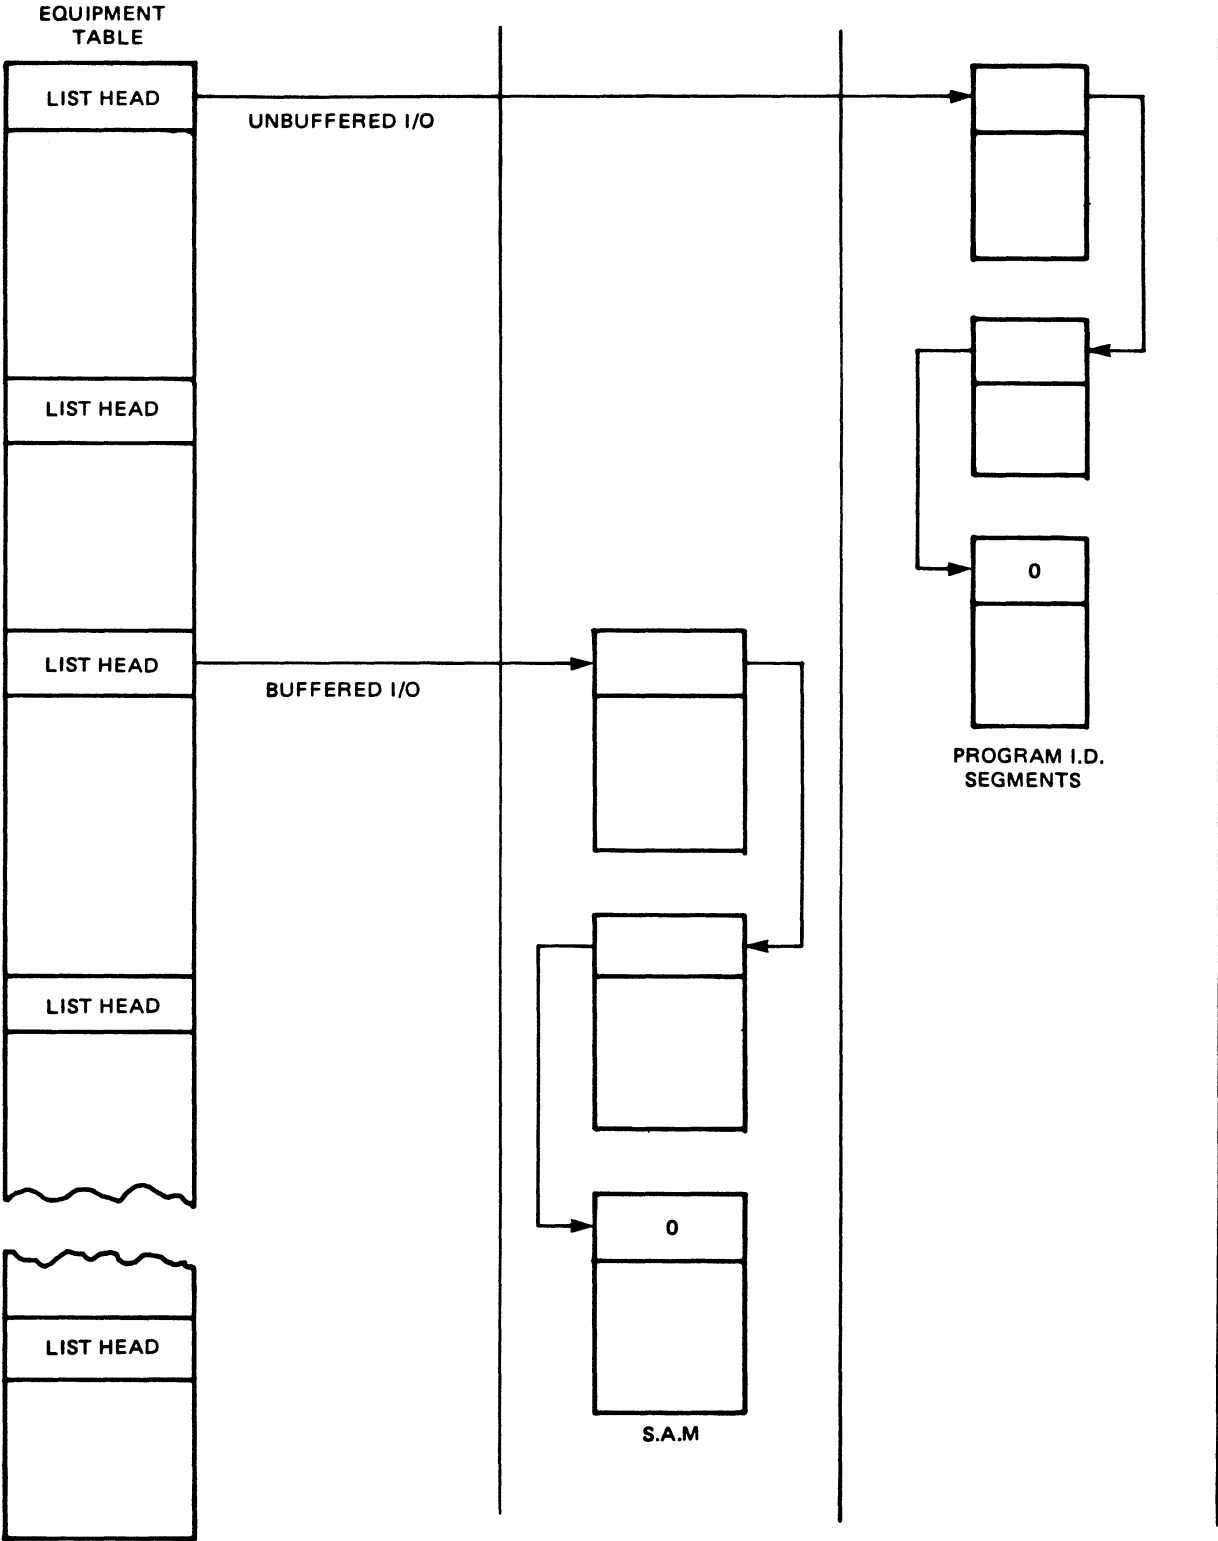 EQUIPMENT
TABLE
LIST HEAD
UNBUFFERED I/O
LIST HEAD
0
LIST HEAD
BUFFERED I/O
PROGRAM I.D.
SEGMENTS
LIST HEAD
0
LIST HEAD
S.A.M